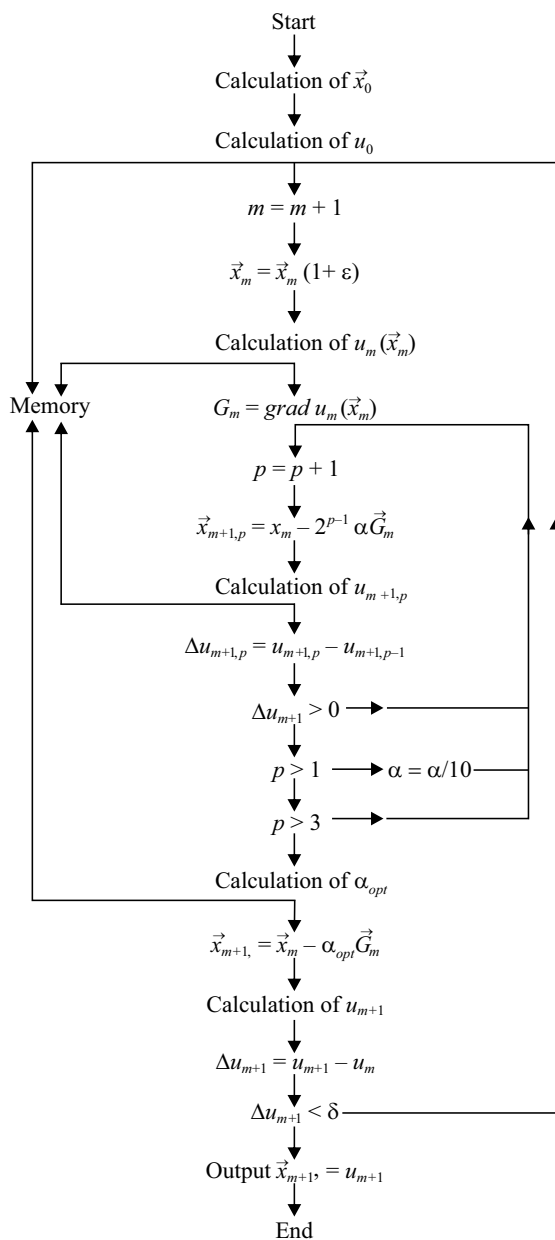 Start
Calculation of x⃗₀
Calculation of u₀
m = m + 1
x⃗ₘ = x⃗ₘ (1+ ε)
Calculation of uₘ(x⃗ₘ)
Memory
Gₘ = grad uₘ(x⃗ₘ)
p = p + 1
x⃗ₘ₊₁,ₚ = xₘ – 2ᵖ⁻¹ αG⃗ₘ
Calculation of uₘ₊₁,ₚ
Δuₘ₊₁,ₚ = uₘ₊₁,ₚ – uₘ₊₁,ₚ₋₁
Δuₘ₊₁ > 0
p > 1 α = α/10
p > 3
Calculation of α_opt
x⃗ₘ₊₁, = x⃗ₘ – α_opt G⃗ₘ
Calculation of uₘ₊₁
Δuₘ₊₁ = uₘ₊₁ – uₘ
Δuₘ₊₁ < δ
Output x⃗ₘ₊₁, = uₘ₊₁
End